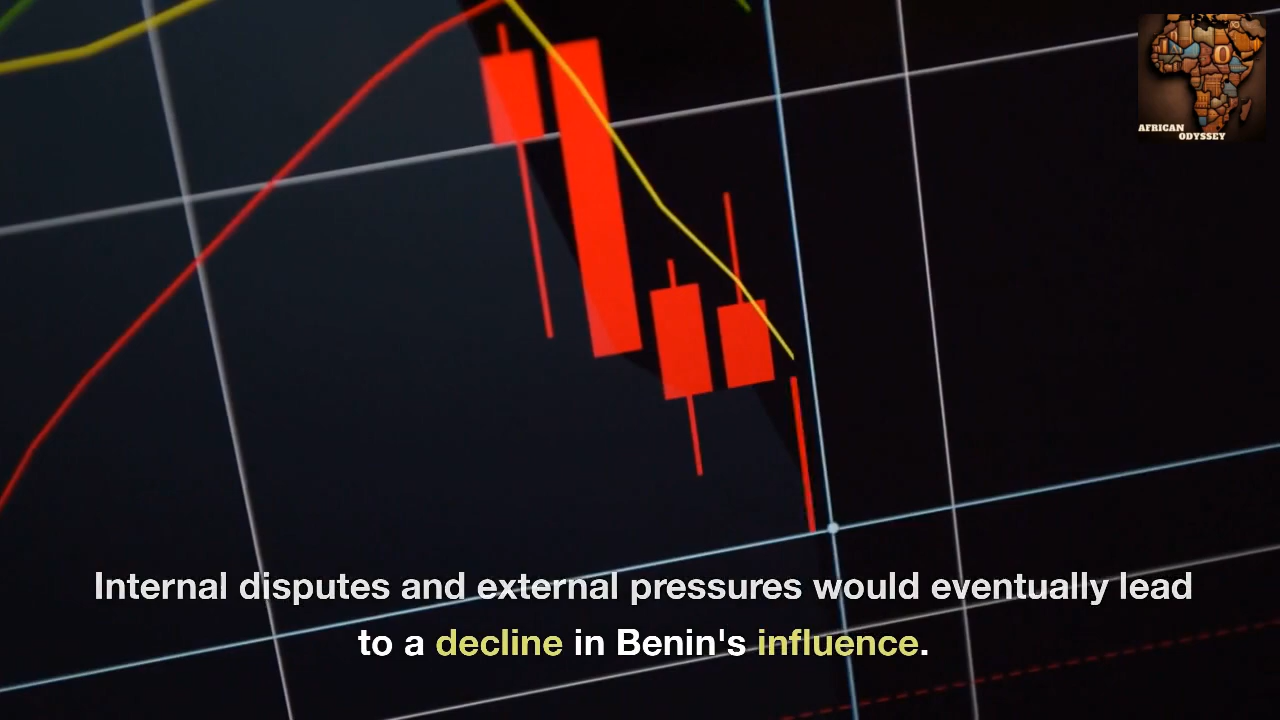 AFRICAN
ODYSSEY
Internal disputes and external pressures would eventually lead
to a decline in Benin's influence.